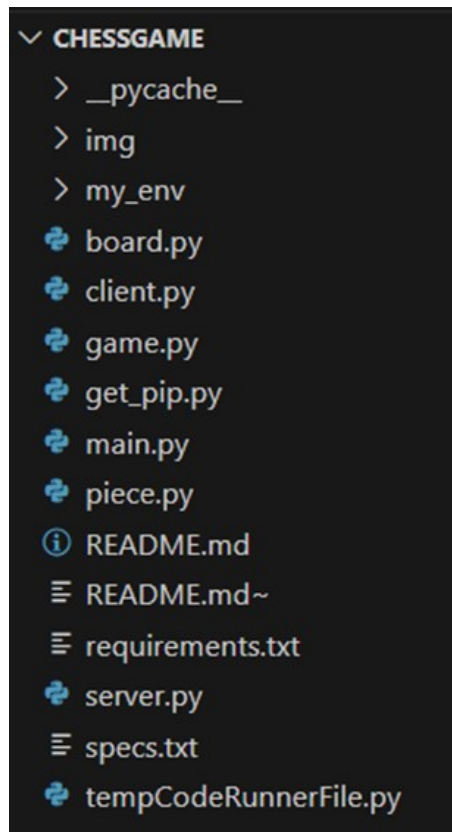 CHESSGAME
__pycache__
img
my_env
board.py
client.py
game.py
get_pip.py
main.py
piece.py
README.md
README.md~
requirements.txt
server.py
specs.txt
tempCodeRunnerFile.py